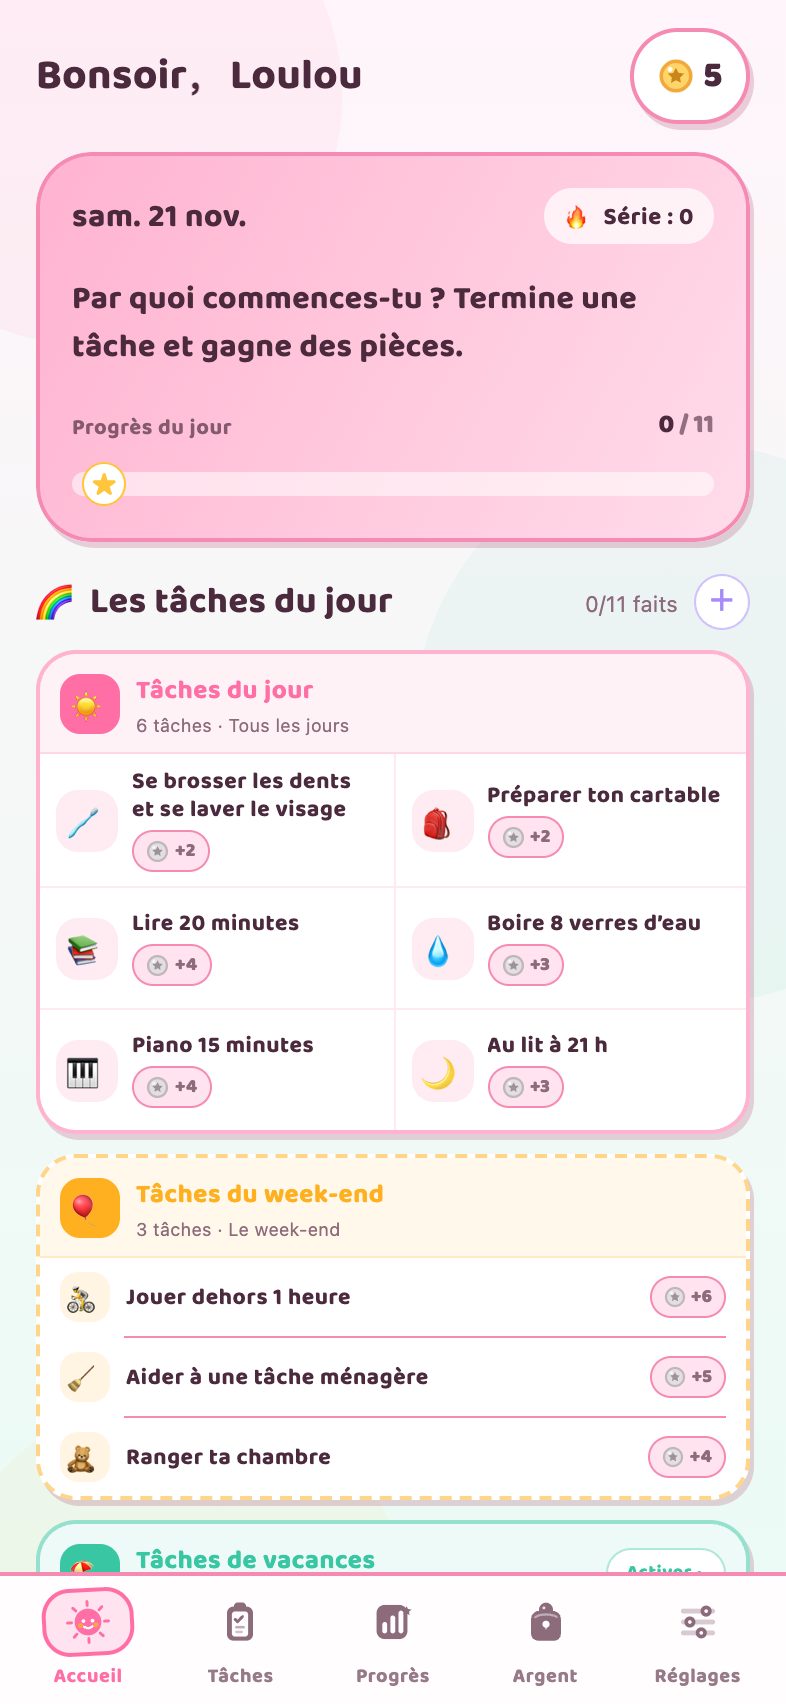 Bonsoir, Loulou
5
sam. 21 nov.
Série : 0
Par quoi commences-tu ? Termine une
tâche et gagne des pièces.
Progrès du jour
0 / 11
Les tâches du jour
0/11 faits
Tâches du jour
6 tâches · Tous les jours
Se brosser les dents
et se laver le visage
+2
Préparer ton cartable
+2
Lire 20 minutes
+4
Boire 8 verres d’eau
+3
Piano 15 minutes
+4
Au lit à 21 h
+3
Tâches du week-end
3 tâches · Le week-end
Jouer dehors 1 heure
+6
Aider à une tâche ménagère
+5
Ranger ta chambre
+4
Tâches de vacances
Activer
Accueil
Tâches
Progrès
Argent
Réglages